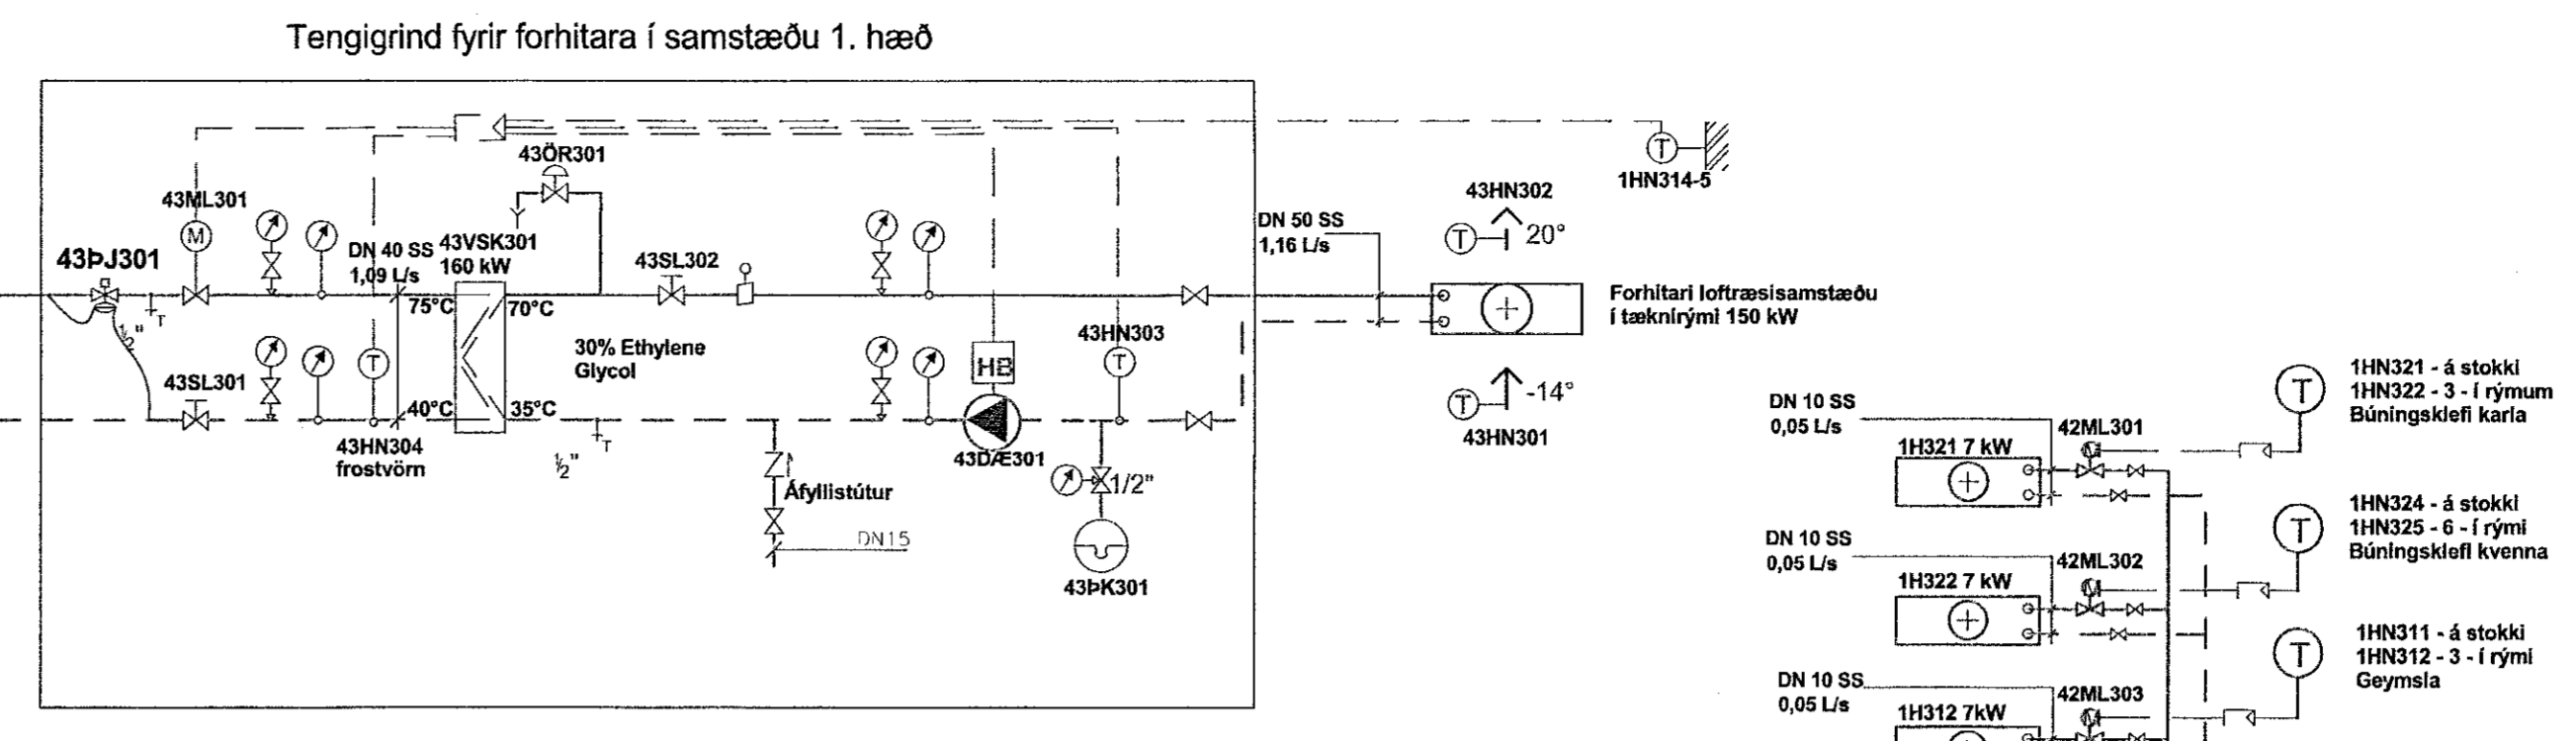 Tengigrind fyrir forhitara í samstæðu 1. hæð
43ÖR301
43ML301
M
43ÞJ301
DN 40 SS
1,09 L/s
43VSK301
160 kW
43SL302
75°C
70°C
T
½"
43SL301
T
40°C
35°C
30% Ethylene
Glycol
43HN304
frostvörn
½"
T
Áfyllistútur
DN15
HB
43DÆ301
43HN303
T
1/2"
43ÞK301
T
1HN314-5
DN 50 SS
1,16 L/s
43HN302
T
20°
Forhitari loftræsisamstæðu
í tæknirými 150 kW
T
-14°
43HN301
DN 10 SS
0,05 L/s
1H321 7 kW
42ML301
M
T
1HN321 - á stokki
1HN322 - 3 - í rýmum
Búningsklefi karla
DN 10 SS
0,05 L/s
1H322 7 kW
42ML302
M
T
1HN324 - á stokki
1HN325 - 6 - í rými
Búningsklefi kvenna
DN 10 SS
0,05 L/s
1H312 7kW
42ML303
M
T
1HN311 - á stokki
1HN312 - 3 - í rými
Geymsla